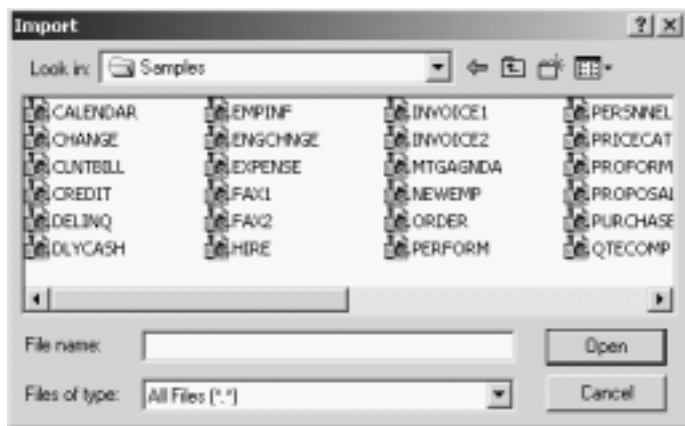 Import
Look in: Samples
CALENDAR EMPINF INVOICE1 PERSNNEL
CHANGE ENGCHNGE INVOICE2 PRICECAT
CLNTBILL EXPENSE MTGAGNDA PROFORM
CREDIT FAX1 NEWEMP PROPOSAL
DELINQ FAX2 ORDER PURCHASE
DLYCASH HIRE PERFORM QTECOMP
File name: Open
Files of type: All Files (*.*) Cancel